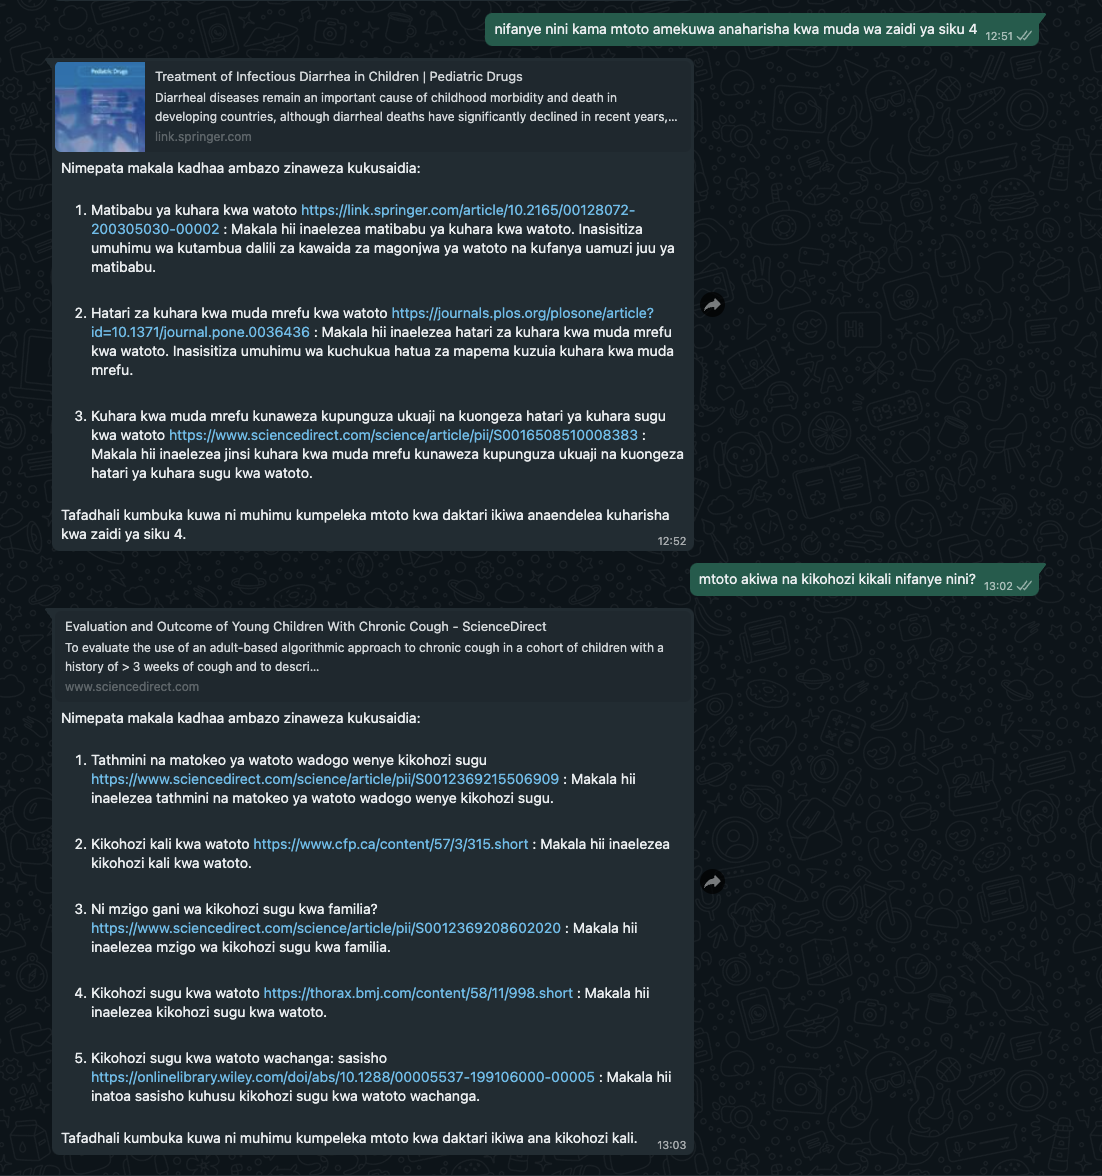 nifanye nini kama mtoto amekuwa anaharisha kwa muda wa zaidi ya siku 4 12:51
Pediatric Drugs
Treatment of Infectious Diarrhea in Children | Pediatric Drugs
Diarrheal diseases remain an important cause of childhood morbidity and death in
developing countries, although diarrheal deaths have significantly declined in recent years,...
link.springer.com
Nimepata makala kadhaa ambazo zinaweza kukusaidia:
1. Matibabu ya kuhara kwa watoto https://link.springer.com/article/10.2165/00128072-
200305030-00002 : Makala hii inaelezea matibabu ya kuhara kwa watoto. Inasisitiza
umuhimu wa kutambua dalili za kawaida za magonjwa ya watoto na kufanya uamuzi juu ya
matibabu.
2. Hatari za kuhara kwa muda mrefu kwa watoto https://journals.plos.org/plosone/article?
id=10.1371/journal.pone.0036436 : Makala hii inaelezea hatari za kuhara kwa muda mrefu
kwa watoto. Inasisitiza umuhimu wa kuchukua hatua za mapema kuzuia kuhara kwa muda
mrefu.
3. Kuhara kwa muda mrefu kunaweza kupunguza ukuaji na kuongeza hatari ya kuhara sugu
kwa watoto https://www.sciencedirect.com/science/article/pii/S0016508510008383 :
Makala hii inaelezea jinsi kuhara kwa muda mrefu kunaweza kupunguza ukuaji na kuongeza
hatari ya kuhara sugu kwa watoto.
Tafadhali kumbuka kuwa ni muhimu kumpeleka mtoto kwa daktari ikiwa anaendelea kuharisha
kwa zaidi ya siku 4.
12:52
mtoto akiwa na kikohozi kikali nifanye nini? 13:02
Evaluation and Outcome of Young Children With Chronic Cough - ScienceDirect
To evaluate the use of an adult-based algorithmic approach to chronic cough in a cohort of children with a
history of > 3 weeks of cough and to descri...
www.sciencedirect.com
Nimepata makala kadhaa ambazo zinaweza kukusaidia:
1. Tathmini na matokeo ya watoto wadogo wenye kikohozi sugu
https://www.sciencedirect.com/science/article/pii/S0012369215506909 : Makala hii
inaelezea tathmini na matokeo ya watoto wadogo wenye kikohozi sugu.
2. Kikohozi kali kwa watoto https://www.cfp.ca/content/57/3/315.short : Makala hii inaelezea
kikohozi kali kwa watoto.
3. Ni mzigo gani wa kikohozi sugu kwa familia?
https://www.sciencedirect.com/science/article/pii/S0012369208602020 : Makala hii
inaelezea mzigo wa kikohozi sugu kwa familia.
4. Kikohozi sugu kwa watoto https://thorax.bmj.com/content/58/11/998.short : Makala hii
inaelezea kikohozi sugu kwa watoto.
5. Kikohozi sugu kwa watoto wachanga: sasisho
https://onlinelibrary.wiley.com/doi/abs/10.1288/00005537-199106000-00005 : Makala hii
inatoa sasisho kuhusu kikohozi sugu kwa watoto wachanga.
Tafadhali kumbuka kuwa ni muhimu kumpeleka mtoto kwa daktari ikiwa ana kikohozi kali.
13:03